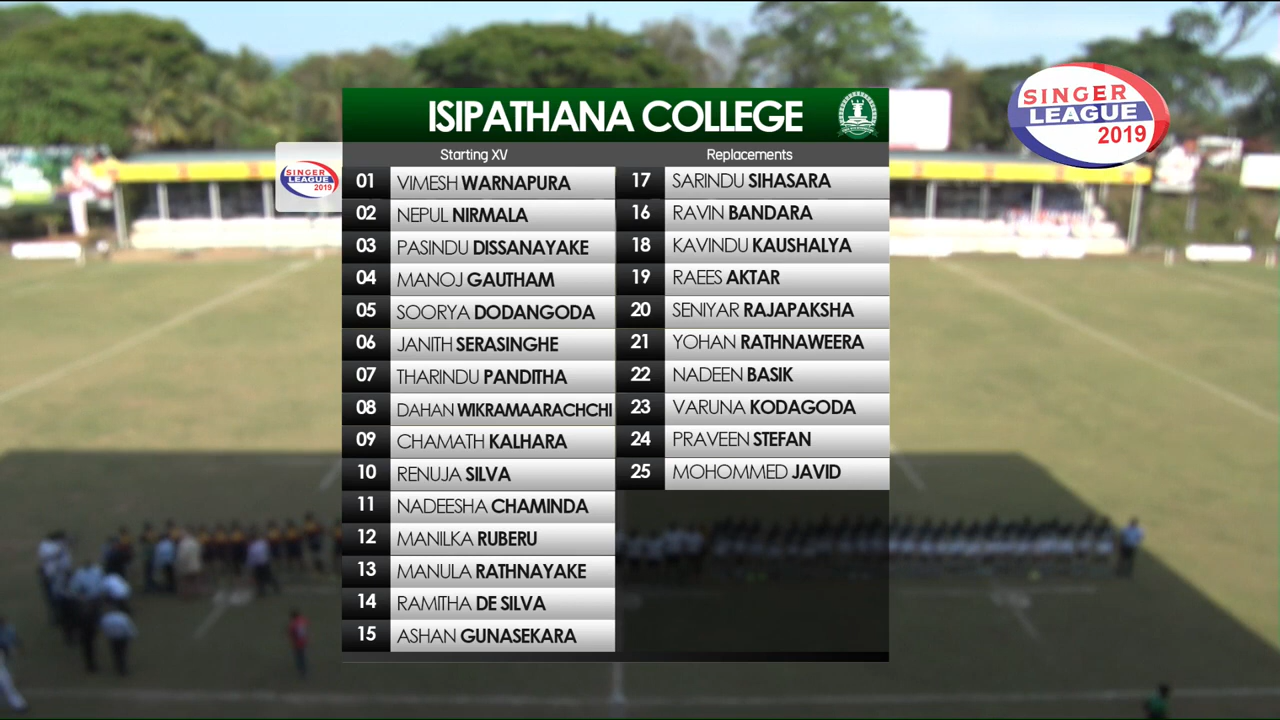 ISIPATHANA COLLEGE
Starting XV
01 VIMESH WARNAPURA
02 NEPUL NIRMALA
03 PASINDU DISSANAYAKE
04 MANOJ GAUTHAM
05 SOORYA DODANGODA
06 JANITH SERASINGHE
07 THARINDU PANDITHA
08 DAHAN WIKRAMAARACHCHI
09 CHAMATH KALHARA
10 RENUJA SILVA
11 NADEESHA CHAMINDA
12 MANILKA RUBERU
13 MANULA RATHNAYAKE
14 RAMITHA DE SILVA
15 ASHAN GUNASEKARA
Replacements
17 SARINDU SIHASARA
16 RAVIN BANDARA
18 KAVINDU KAUSHALYA
19 RAEES AKTAR
20 SENIYAR RAJAPAKSHA
21 YOHAN RATHNAWEERA
22 NADEEN BASIK
23 VARUNA KODAGODA
24 PRAVEEN STEFAN
25 MOHOMMED JAVID
SINGER
LEAGUE
2019
SINGER
LEAGUE
2019